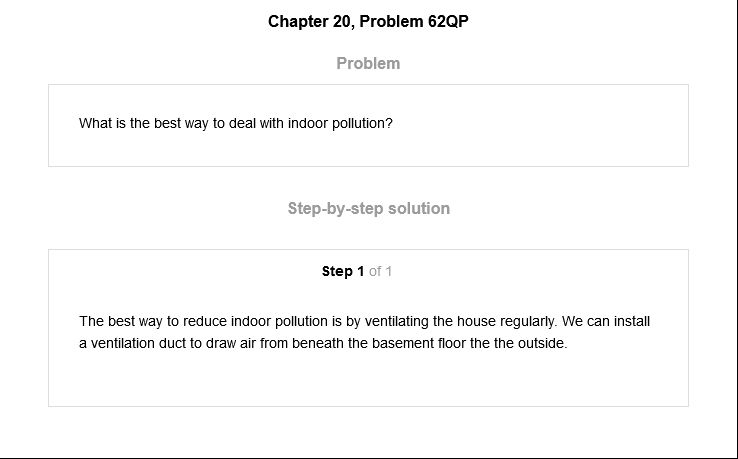 Chapter 20, Problem 62QP
Problem
What is the best way to deal with indoor pollution?
Step-by-step solution
Step 1 of 1
The best way to reduce indoor pollution is by ventilating the house regularly. We can install
a ventilation duct to draw air from beneath the basement floor the the outside.